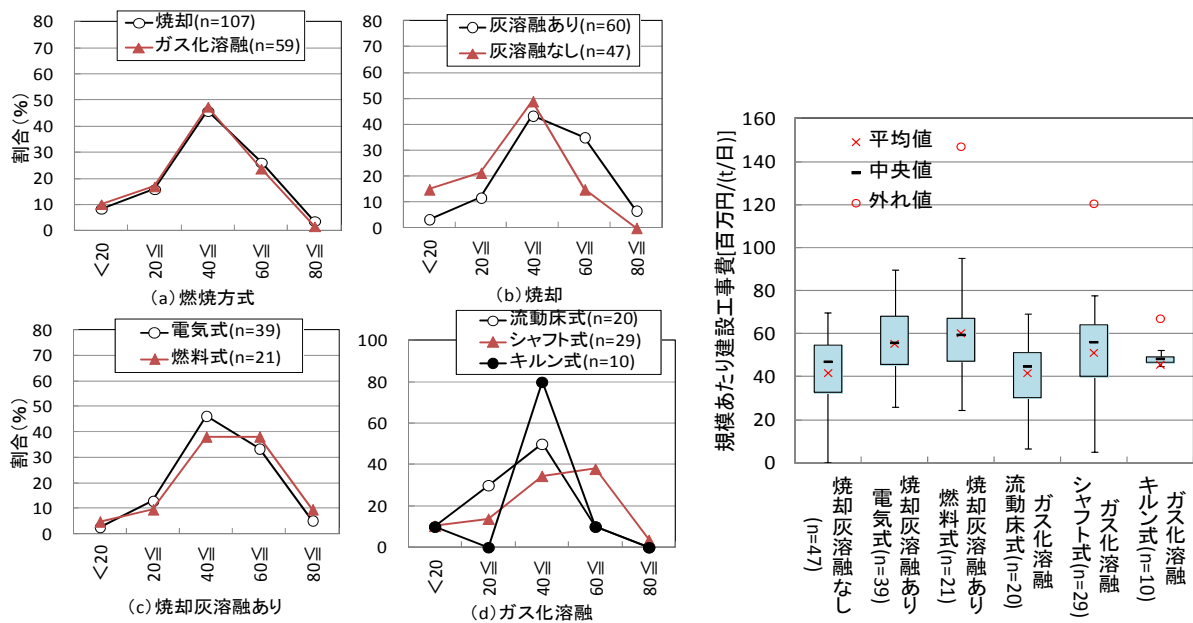 80
70
60
50
40
30
20
10
0
割合(%)
焼却(n=107)
ガス化溶融(n=59)
<20
20≦
40≦
60≦
80≦
(a)燃焼方式
80
70
60
50
40
30
20
10
0
灰溶融あり(n=60)
灰溶融なし(n=47)
<20
20≦
40≦
60≦
80≦
(b)焼却
80
70
60
50
40
30
20
10
0
割合(%)
電気式(n=39)
燃料式(n=21)
<20
20≦
40≦
60≦
80≦
(c)焼却灰溶融あり
100
80
60
40
20
0
流動床式(n=20)
シャフト式(n=29)
キルン式(n=10)
<20
20≦
40≦
60≦
80≦
(d)ガス化溶融
規模あたり建設工事費[百万円/(t/日)]
160
140
120
100
80
60
40
20
0
平均値
中央値
外れ値
焼却灰溶融なし
(n=47)
焼却灰溶融あり
電気式(n=39)
焼却灰溶融あり
燃料式(n=21)
ガス化溶融
流動床式(n=20)
ガス化溶融
シャフト式(n=29)
ガス化溶融
キルン式(n=10)